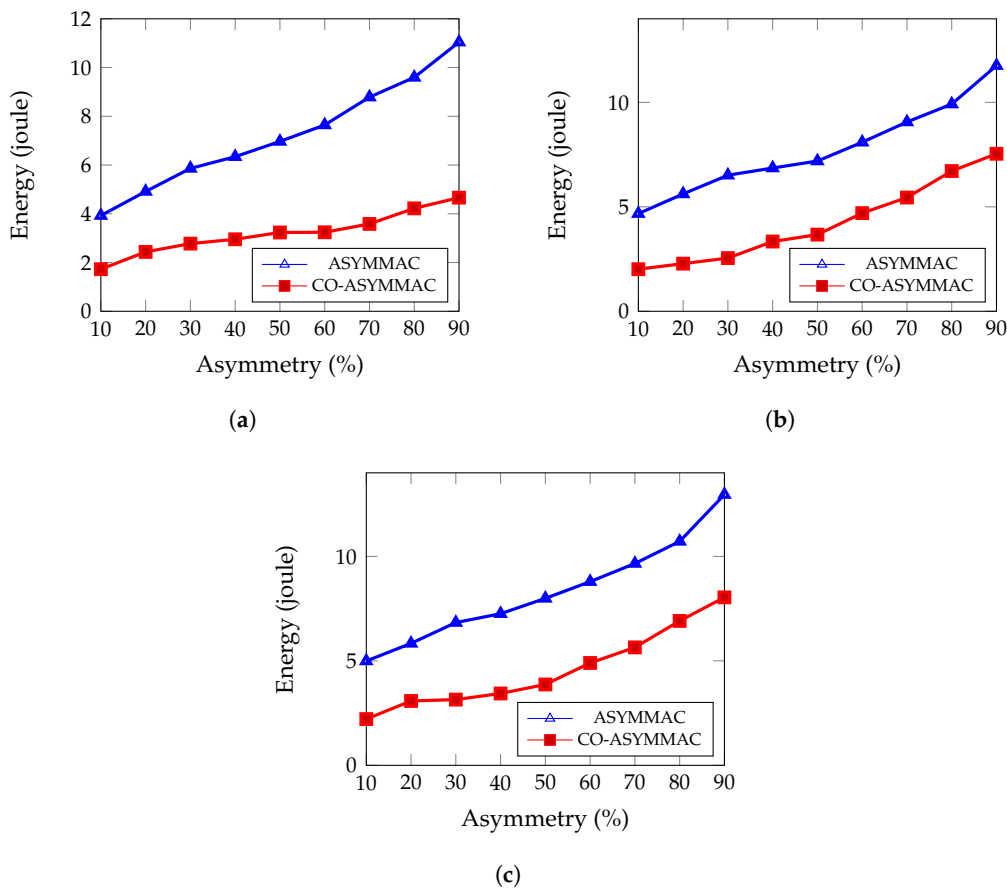 12
10
8
6
4
2
0
Energy (joule)
ASYMMAC
CO-ASYMMAC
10 20 30 40 50 60 70 80 90
Asymmetry (%)
(a)
10
5
0
Energy (joule)
ASYMMAC
CO-ASYMMAC
10 20 30 40 50 60 70 80 90
Asymmetry (%)
(b)
10
5
0
Energy (joule)
ASYMMAC
CO-ASYMMAC
10 20 30 40 50 60 70 80 90
Asymmetry (%)
(c)